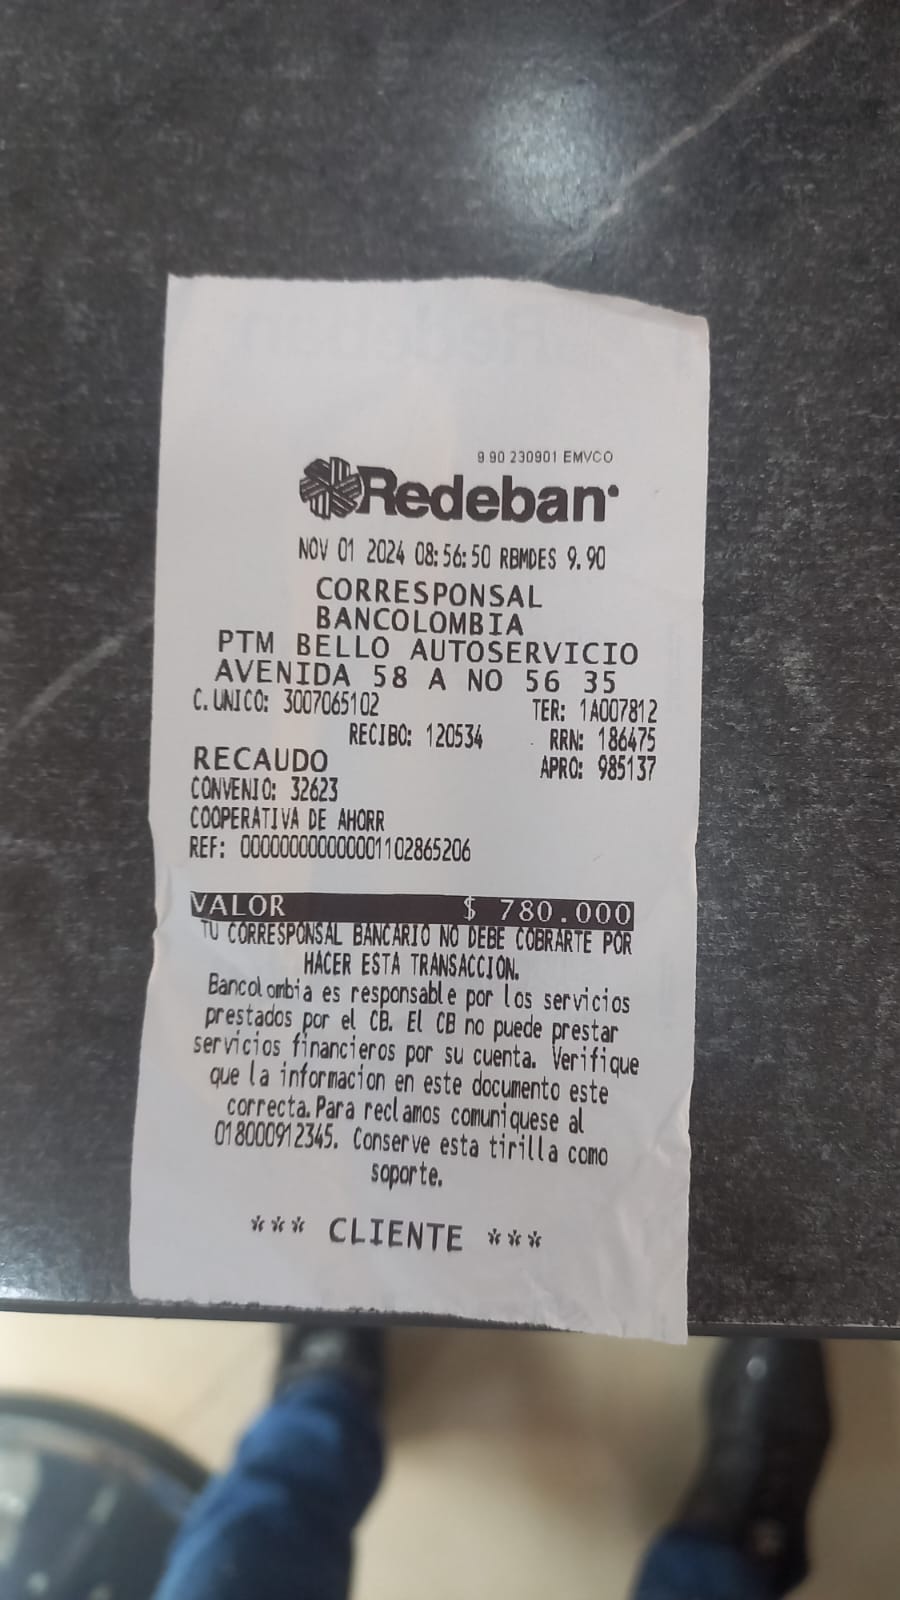 9.90 230901 EMVCO
Redeban
NOV 01 2024 08:56:50 RBMDES 9.90
CORRESPONSAL
BANCOLOMBIA
PTM BELLO AUTOSERVICIO
AVENIDA 58 A NO 56 35
C. UNICO: 3007065102 TER: 1A007812
RECIBO: 120534 RRN: 186475
RECAUDO APRO: 985137
CONVENIO: 32623
COOPERATIVA DE AHORR
REF: 00000000000001102865206
VALOR $ 780.000
TU CORRESPONSAL BANCARIO NO DEBE COBRARTE POR
HACER ESTA TRANSACCION.
Bancolombia es responsable por los servicios
prestados por el CB. El CB no puede prestar
servicios financieros por su cuenta. Verifique
que la informacion en este documento este
correcta. Para reclamos comuniquese al
018000912345. Conserve esta tirilla como
soporte.
*** CLIENTE ***